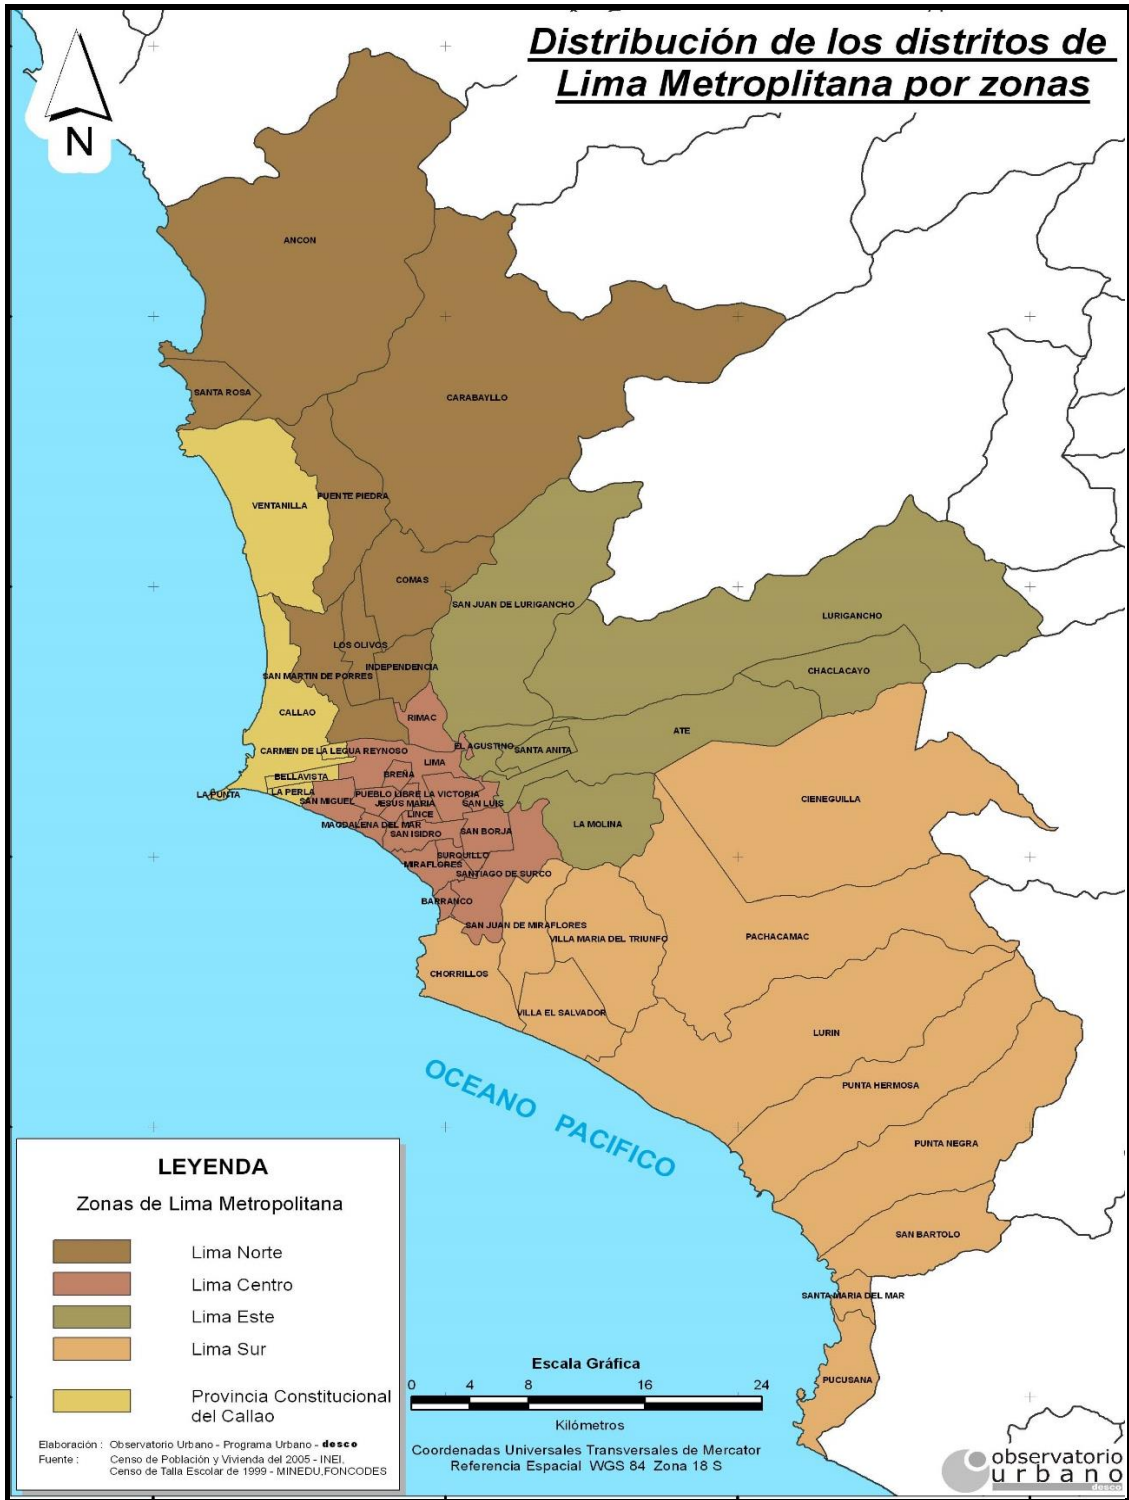 Distribución de los distritos de
Lima Metroplitana por zonas
N
ANCON
SANTA ROSA
CARABAYLLO
VENTANILLA
PUENTE PIEDRA
COMAS
SAN JUAN DE LURIGANCHO
LURIGANCHO
LOS OLIVOS
INDEPENDENCIA
CHACLACAYO
SAN MARTIN DE PORRES
CALLAO
RIMAC
ATE
EL AGUSTINO
SANTA ANITA
CARMEN DE LA LEGUA REYNOSO
LIMA
BREÑA
BELLAVISTA
LA PERLA
LA PUNTA
SAN MIGUEL
PUEBLO LIBRE
LA VICTORIA
JESUS MARIA
SAN LUIS
CIENEGUILLA
LINCE
MAGDALENA DEL MAR
SAN ISIDRO
SAN BORJA
LA MOLINA
SURQUILLO
MIRAFLORES
SANTIAGO DE SURCO
BARRANCO
SAN JUAN DE MIRAFLORES
VILLA MARIA DEL TRIUNFO
PACHACAMAC
CHORRILLOS
VILLA EL SALVADOR
LURIN
PUNTA HERMOSA
PUNTA NEGRA
SAN BARTOLO
SANTA MARIA DEL MAR
PUCUSANA
OCEANO PACIFICO
LEYENDA
Zonas de Lima Metropolitana
Lima Norte
Lima Centro
Lima Este
Lima Sur
Provincia Constitucional
del Callao
Elaboración : Observatorio Urbano - Programa Urbano - desco
Fuente : Censo de Población y Vivienda del 2005 - INEI,
Censo de Talla Escolar de 1999 - MINEDU,FONCODES
Escala Gráfica
0 4 8 16 24
Kilómetros
Coordenadas Universales Transversales de Mercator
Referencia Espacial WGS 84 Zona 18 S
observatorio
urbano
desco